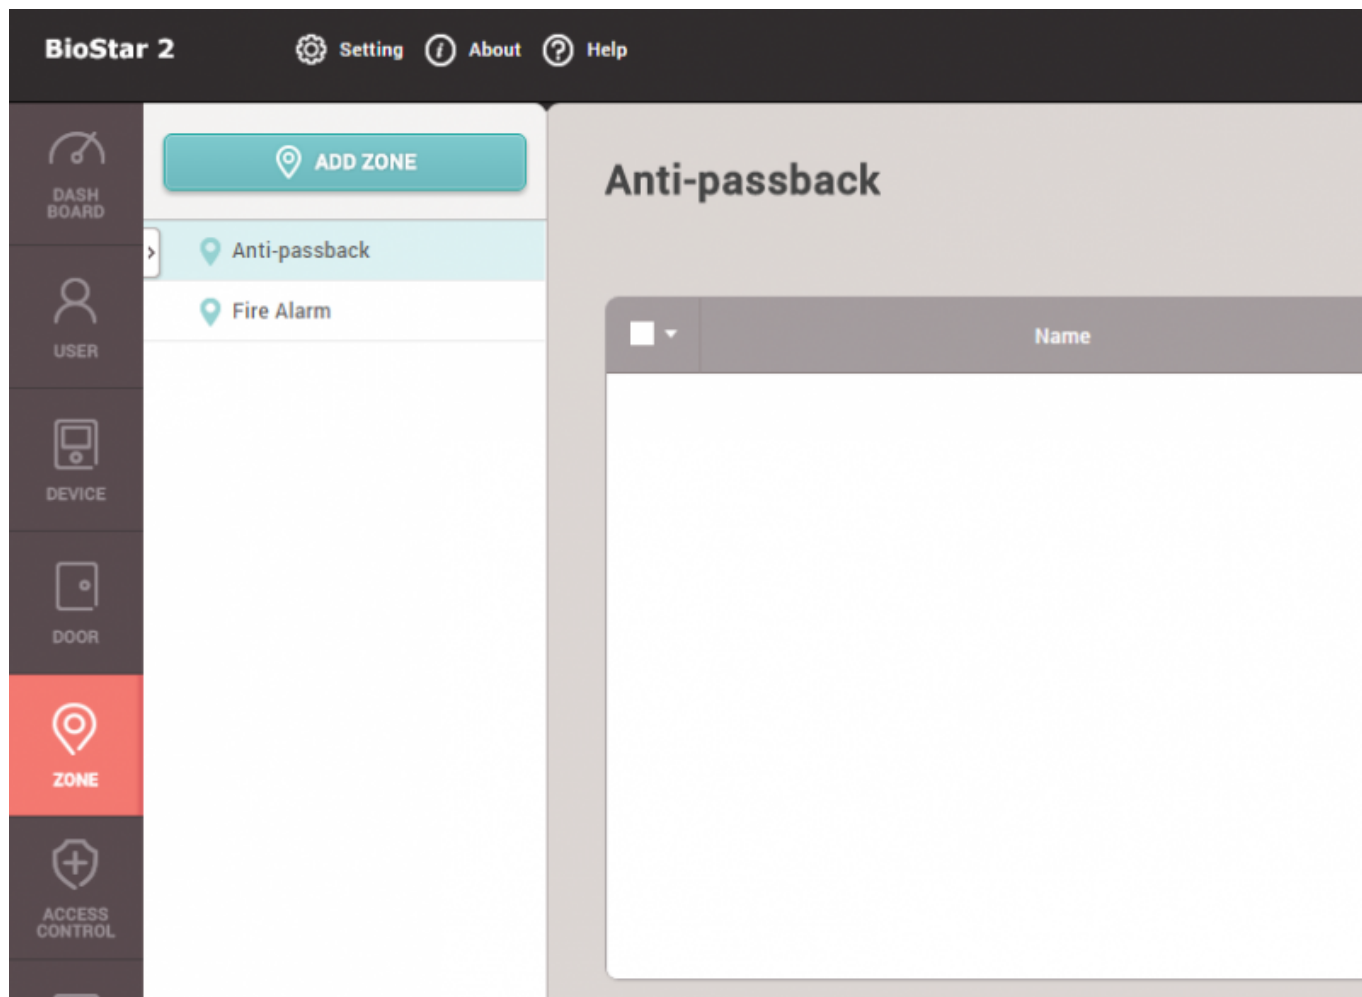 BioStar 2
Setting
About
Help
DASH
BOARD
USER
DEVICE
DOOR
ZONE
ACCESS
CONTROL
ADD ZONE
Anti-passback
Fire Alarm
Anti-passback
Name